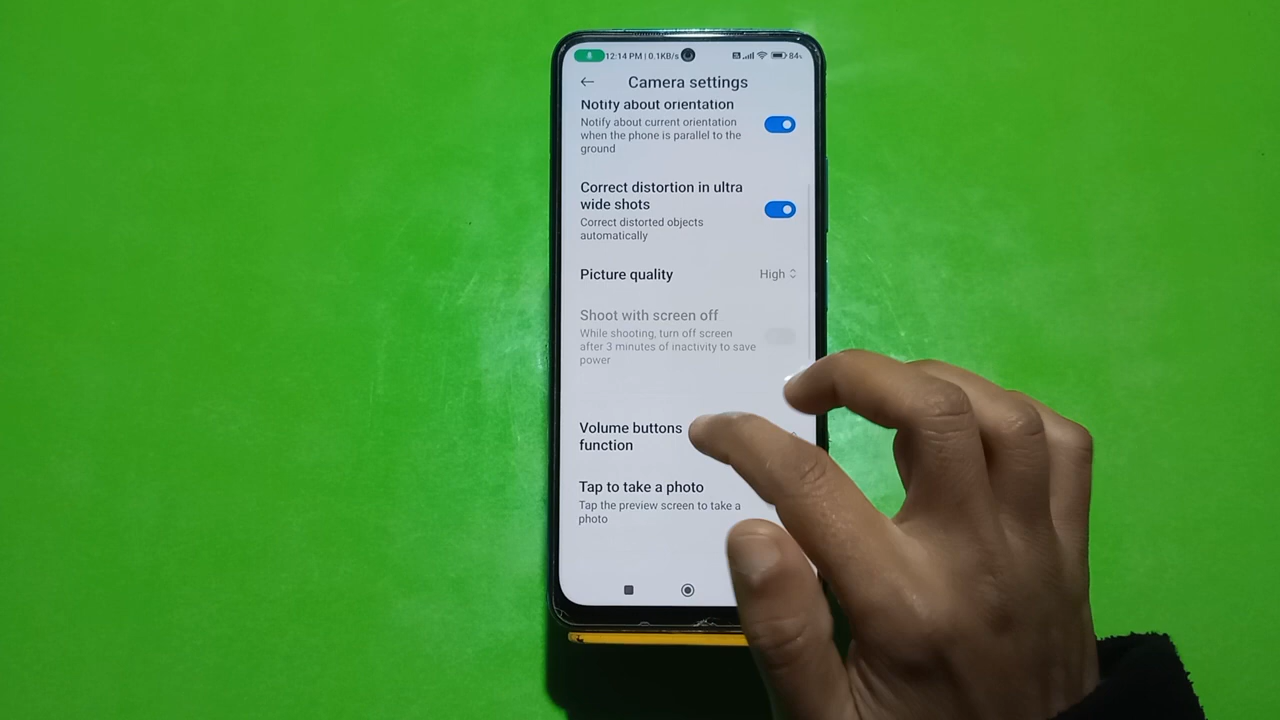 12:14 PM | 0.1KB/s
84%
Camera settings
Notify about orientation
Notify about current orientation
when the phone is parallel to the
ground
Correct distortion in ultra
wide shots
Correct distorted objects
automatically
Picture quality
High
Shoot with screen off
While shooting, turn off screen
after 3 minutes of inactivity to save
power
Volume buttons
function
Tap to take a photo
Tap the preview screen to take a
photo